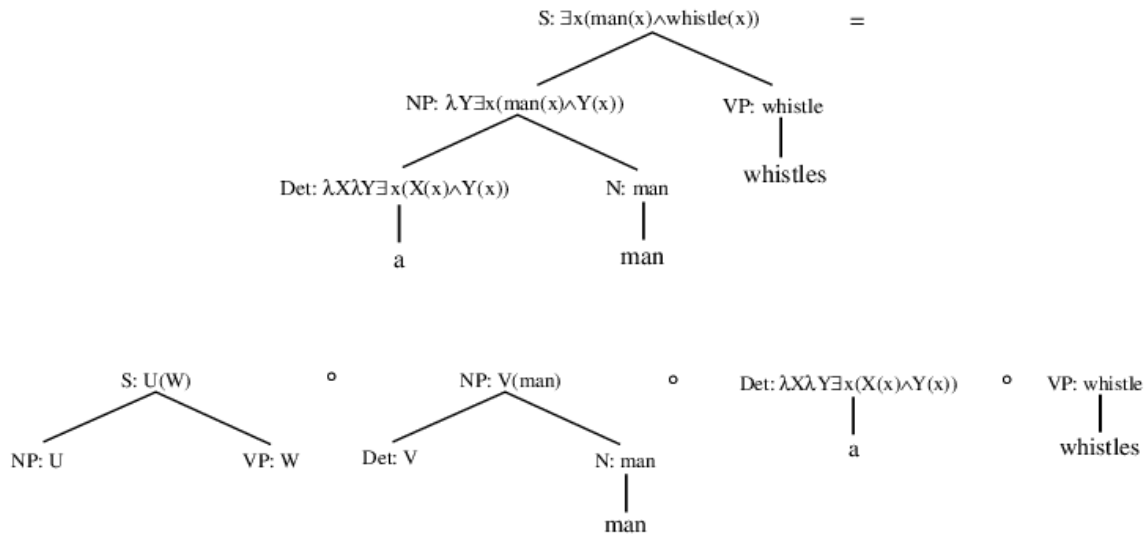 S: ∃x(man(x)∧whistle(x)) =
NP: λY∃x(man(x)∧Y(x)) VP: whistle
whistles
Det: λXλY∃x(X(x)∧Y(x)) N: man
a man
S: U(W) ∘ NP: V(man) ∘ Det: λXλY∃x(X(x)∧Y(x)) ∘ VP: whistle
a whistles
NP: U VP: W Det: V N: man
man